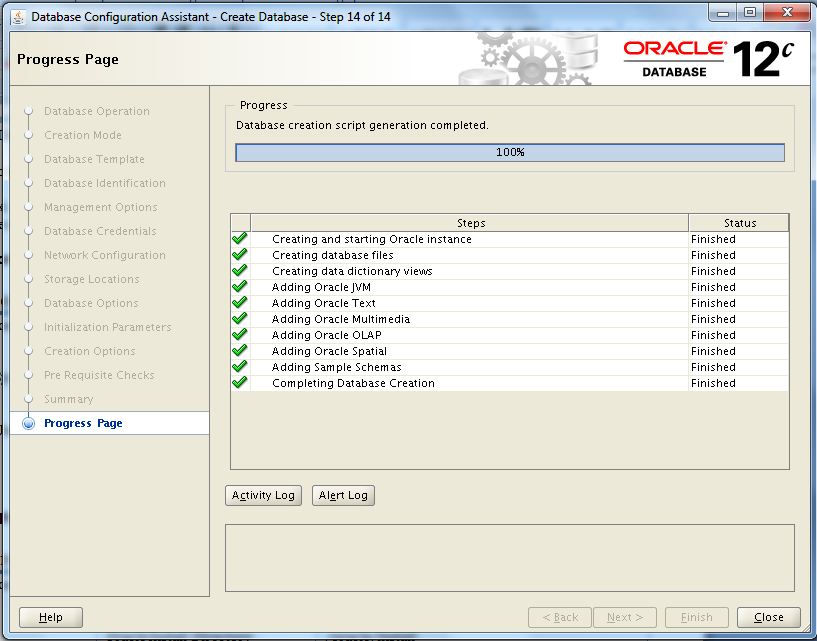 Database Configuration Assistant - Create Database - Step 14 of 14
Progress Page
ORACLE
DATABASE
12c
Database Operation
Creation Mode
Database Template
Database Identification
Management Options
Database Credentials
Network Configuration
Storage Locations
Database Options
Initialization Parameters
Creation Options
Pre Requisite Checks
Summary
Progress Page
Progress
Database creation script generation completed.
100%
Steps Status
Creating and starting Oracle instance Finished
Creating database files Finished
Creating data dictionary views Finished
Adding Oracle JVM Finished
Adding Oracle Text Finished
Adding Oracle Multimedia Finished
Adding Oracle OLAP Finished
Adding Oracle Spatial Finished
Adding Sample Schemas Finished
Completing Database Creation Finished
Activity Log Alert Log
Help < Back Next > Finish Close